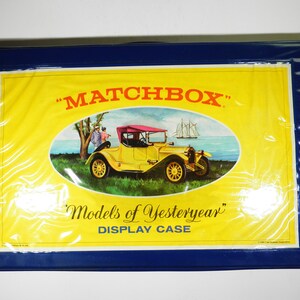 "MATCHBOX"
"Models of Yesteryear"
DISPLAY CASE